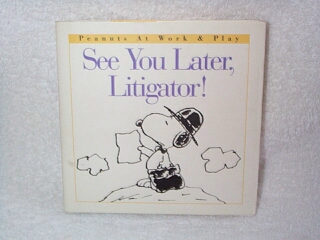 Peanuts At Work & Play
See You Later,
Litigator!